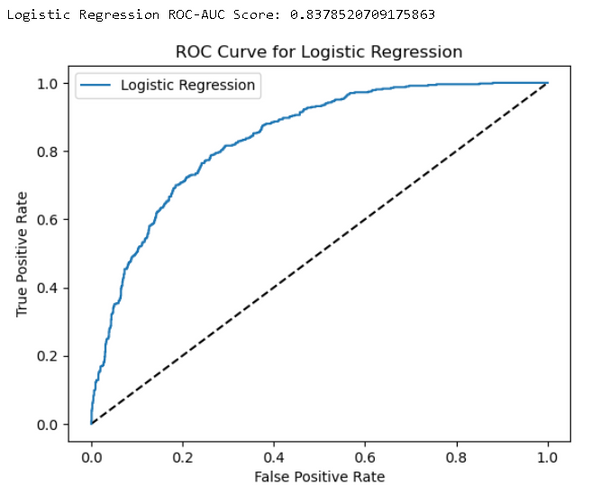 Logistic Regression ROC-AUC Score: 0.8378520709175863
ROC Curve for Logistic Regression
Logistic Regression
True Positive Rate
1.0
0.8
0.6
0.4
0.2
0.0
0.0 0.2 0.4 0.6 0.8 1.0
False Positive Rate